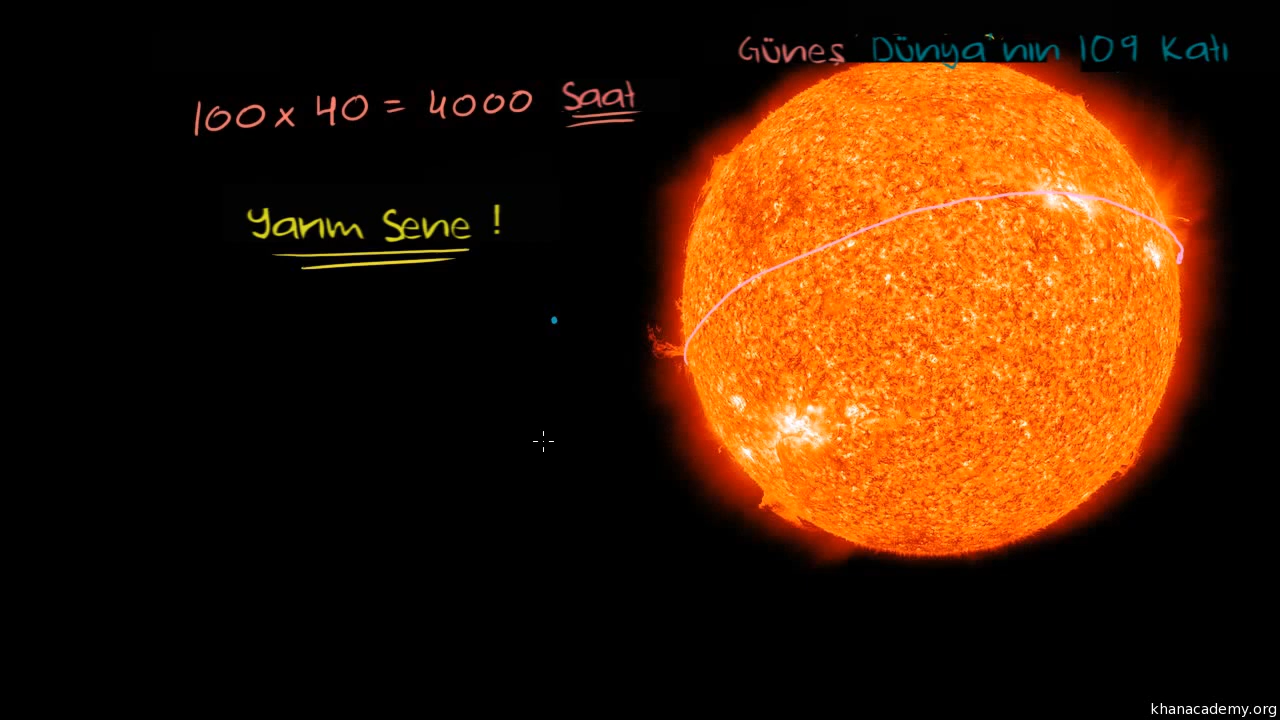 Güneş Dünya'nın 109 Katı
100 x 40 = 4000 Saat
Yarım Sene !
khanacademy.org